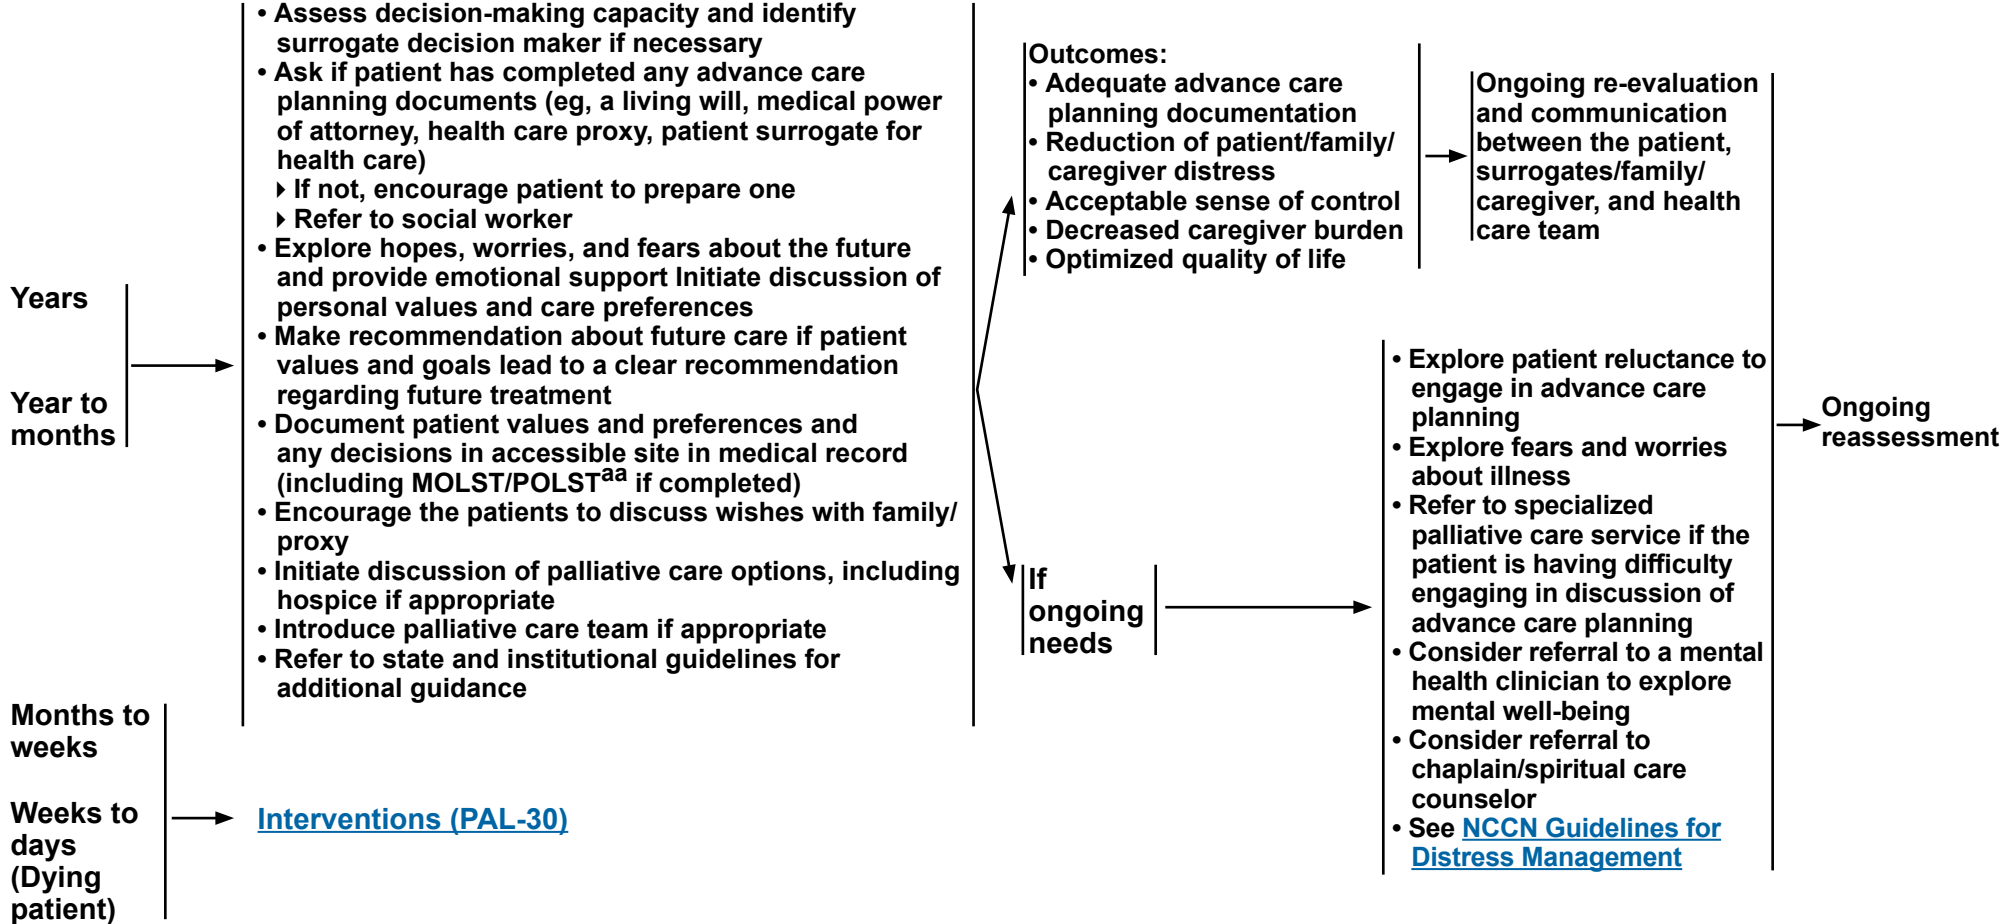 Years
Year to
months
• Assess decision-making capacity and identify
surrogate decision maker if necessary
• Ask if patient has completed any advance care
planning documents (eg, a living will, medical power
of attorney, health care proxy, patient surrogate for
health care)
▸ If not, encourage patient to prepare one
▸ Refer to social worker
• Explore hopes, worries, and fears about the future
and provide emotional support Initiate discussion of
personal values and care preferences
• Make recommendation about future care if patient
values and goals lead to a clear recommendation
regarding future treatment
• Document patient values and preferences and
any decisions in accessible site in medical record
(including MOLST/POLSTaa if completed)
• Encourage the patients to discuss wishes with family/
proxy
• Initiate discussion of palliative care options, including
hospice if appropriate
• Introduce palliative care team if appropriate
• Refer to state and institutional guidelines for
additional guidance
Outcomes:
• Adequate advance care
planning documentation
• Reduction of patient/family/
caregiver distress
• Acceptable sense of control
• Decreased caregiver burden
• Optimized quality of life
Ongoing re-evaluation
and communication
between the patient,
surrogates/family/
caregiver, and health
care team
If
ongoing
needs
• Explore patient reluctance to
engage in advance care
planning
• Explore fears and worries
about illness
• Refer to specialized
palliative care service if the
patient is having difficulty
engaging in discussion of
advance care planning
• Consider referral to a mental
health clinician to explore
mental well-being
• Consider referral to
chaplain/spiritual care
counselor
• See NCCN Guidelines for
Distress Management
Ongoing
reassessment
Months to
weeks
Weeks to
days
(Dying
patient)
Interventions (PAL-30)